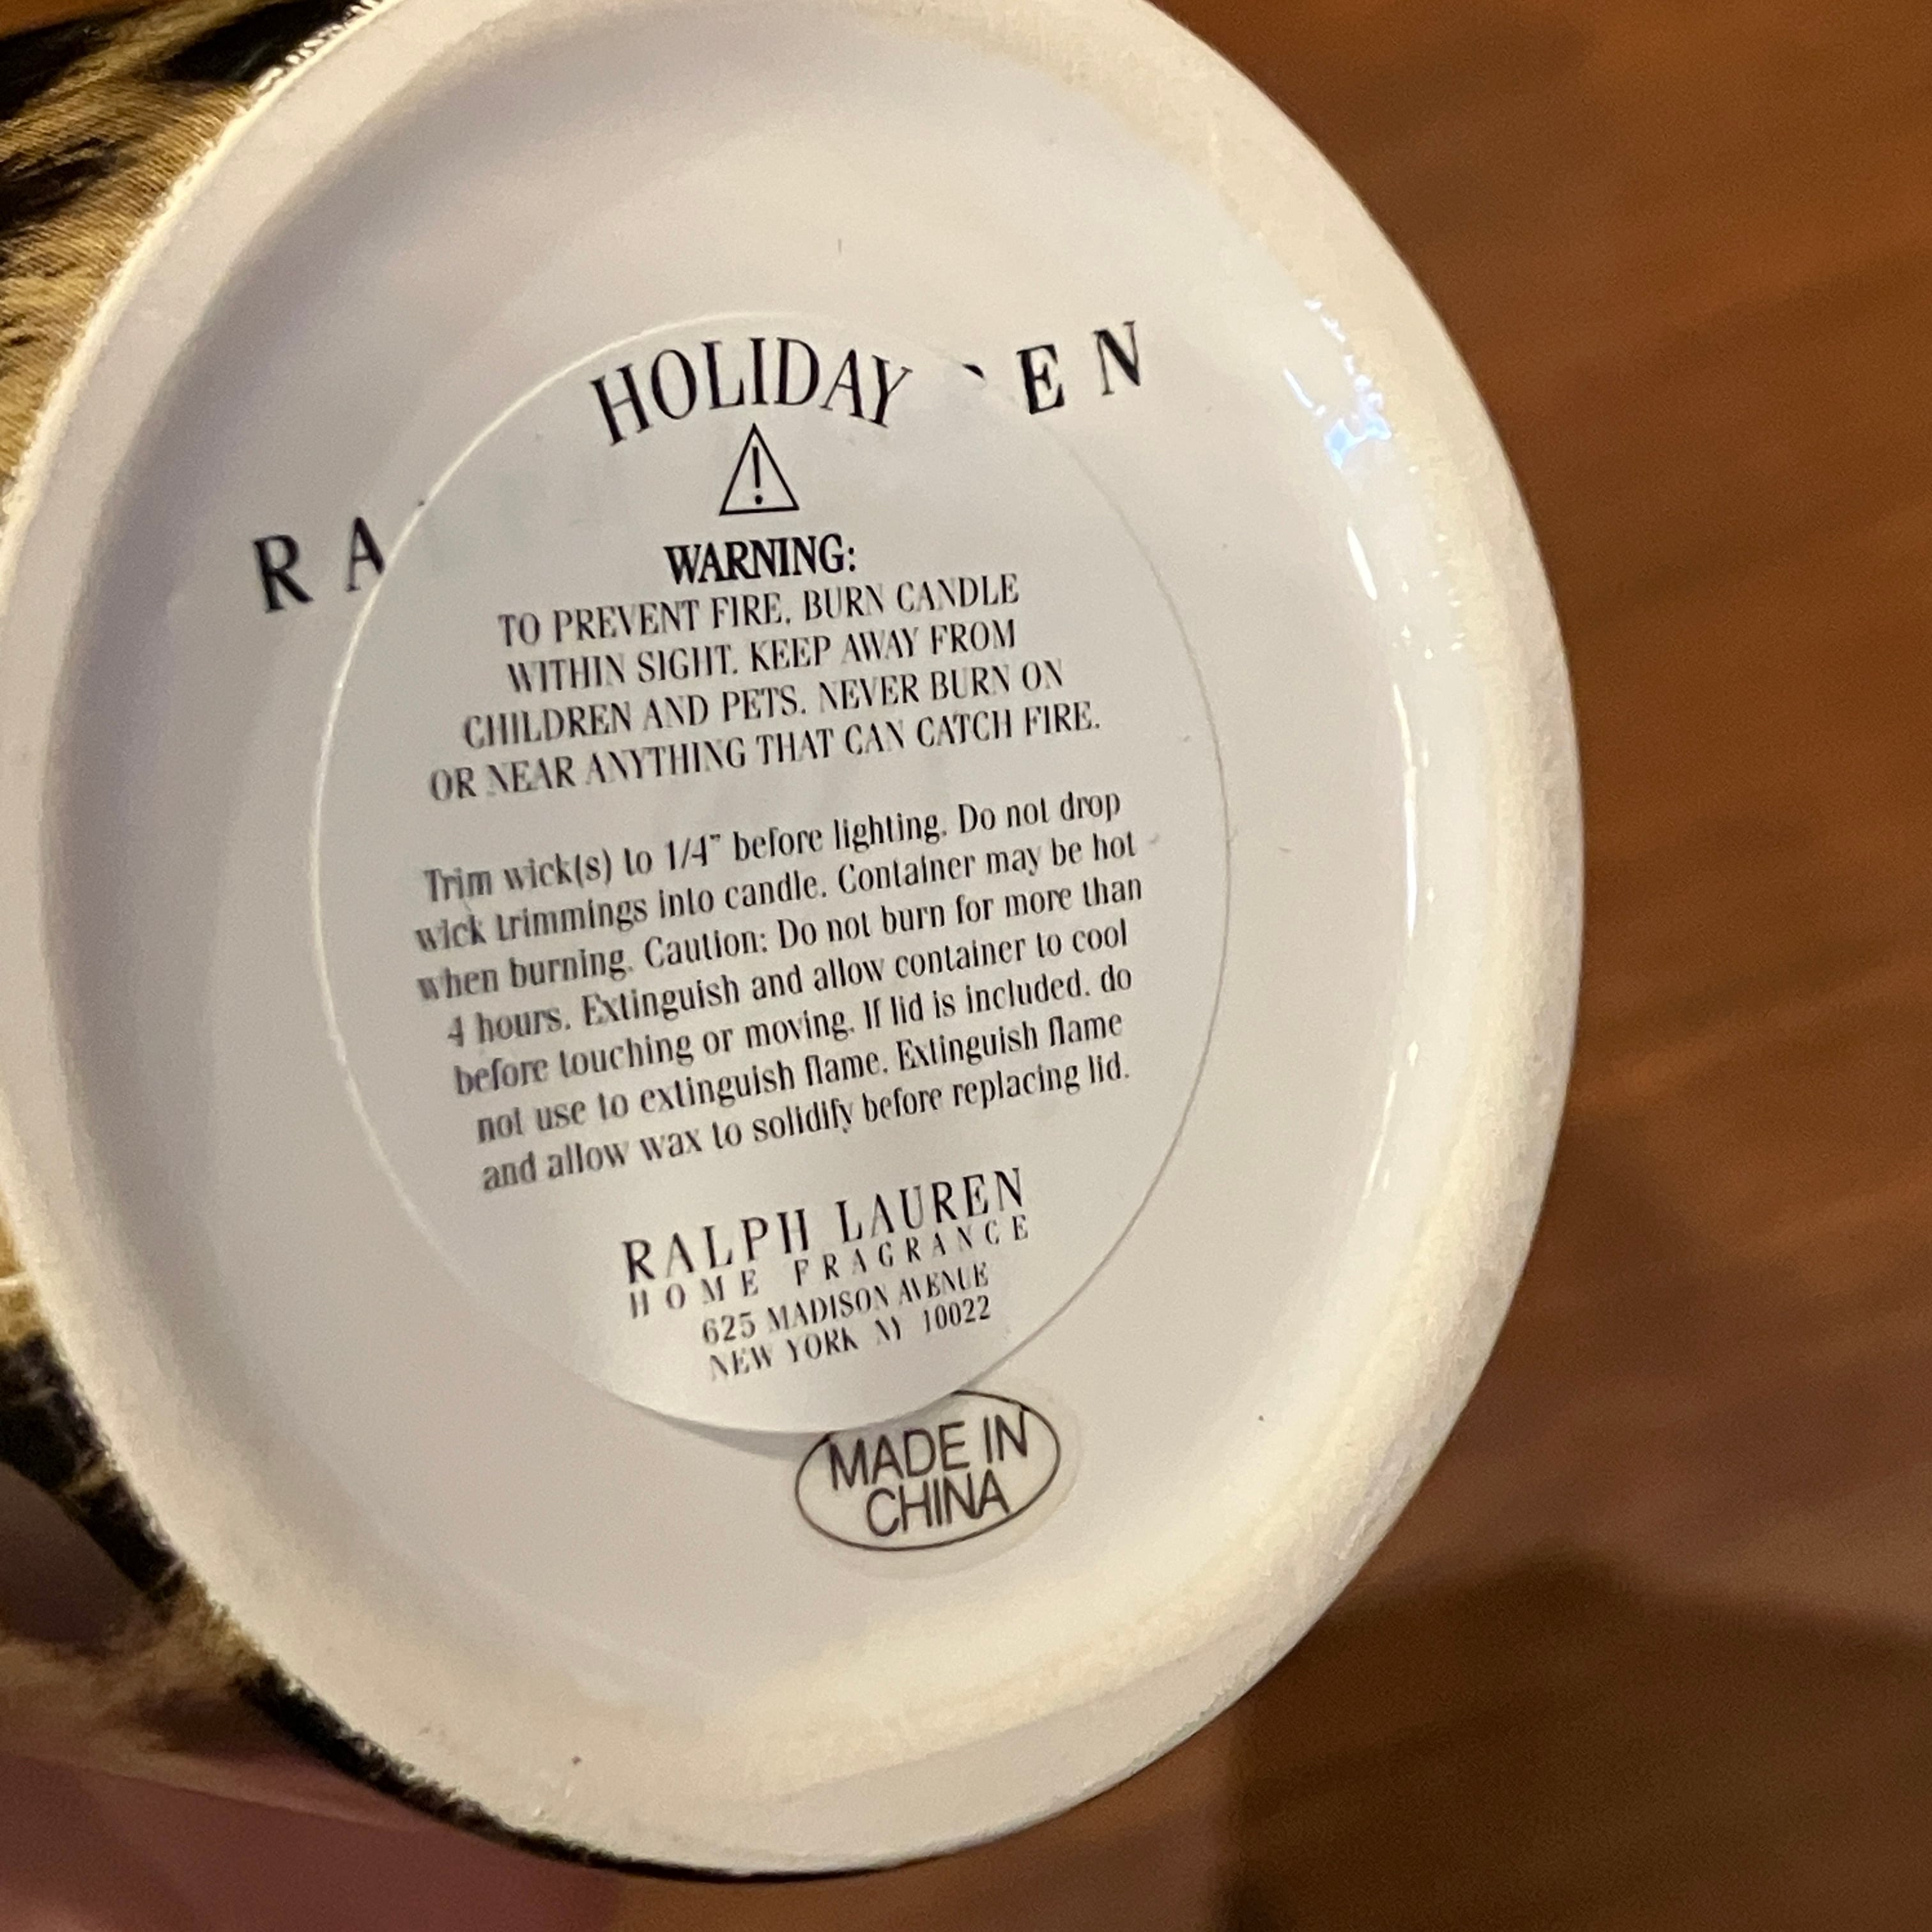 HOLIDAY
RA EN
WARNING:
TO PREVENT FIRE, BURN CANDLE
WITHIN SIGHT. KEEP AWAY FROM
CHILDREN AND PETS. NEVER BURN ON
OR NEAR ANYTHING THAT CAN CATCH FIRE.
Trim wick(s) to 1/4" before lighting. Do not drop
wick trimmings into candle. Container may be hot
when burning. Caution: Do not burn for more than
4 hours. Extinguish and allow container to cool
before touching or moving. If lid is included, do
not use to extinguish flame. Extinguish flame
and allow wax to solidify before replacing lid.
RALPH LAUREN
HOME FRAGRANCE
625 MADISON AVENUE
NEW YORK NY 10022
MADE IN
CHINA